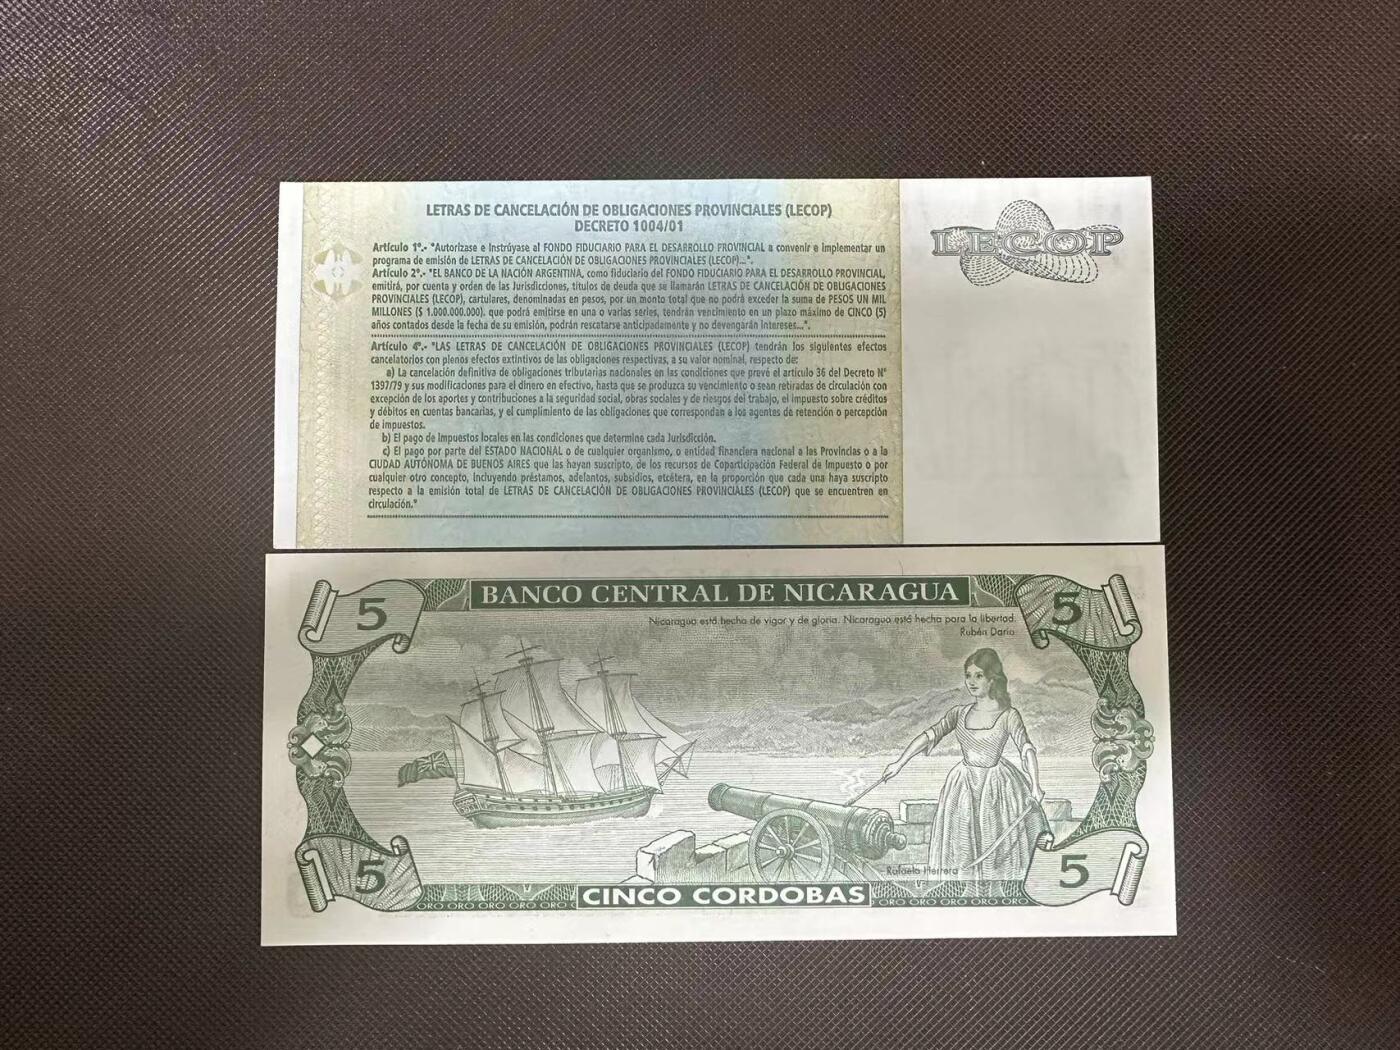 LETRAS DE CANCELACIÓN DE OBLIGACIONES PROVINCIALES (LECOP)
DECRETO 1004/01
LECOP
Artículo 1°.- "Autorízase e Instrúyase al FONDO FIDUCIARIO PARA EL DESARROLLO PROVINCIAL a convenir e implementar un
programa de emisión de LETRAS DE CANCELACIÓN DE OBLIGACIONES PROVINCIALES (LECOP)...".
Artículo 2°.- "EL BANCO DE LA NACIÓN ARGENTINA, como fiduciario del FONDO FIDUCIARIO PARA EL DESARROLLO PROVINCIAL,
emitirá, por cuenta y orden de las Jurisdicciones, títulos de deuda que se llamarán LETRAS DE CANCELACIÓN DE OBLIGACIONES
PROVINCIALES (LECOP), cartulares, denominadas en pesos, por un monto total que no podrá exceder la suma de PESOS UN MIL
MILLONES ($ 1.000.000.000). que podrá emitirse en una o varias series, tendrán vencimiento en un plazo máximo de CINCO (5)
años contados desde la fecha de su emisión, podrán rescatarse anticipadamente y no devengarán intereses...".
Artículo 4°.- "LAS LETRAS DE CANCELACIÓN DE OBLIGACIONES PROVINCIALES (LECOP) tendrán los siguientes efectos
cancelatorios con plenos efectos extintivos de las obligaciones respectivas, a su valor nominal, respecto de:
a) La cancelación definitiva de obligaciones tributarias nacionales en las condiciones que prevé el artículo 36 del Decreto N°
1397/79 y sus modificaciones para el dinero en efectivo, hasta que se produzca su vencimiento o sean retiradas de circulación con
excepción de los aportes y contribuciones a la seguridad social, obras sociales y de riesgos del trabajo, el impuesto sobre créditos
y débitos en cuentas bancarias, y el cumplimiento de las obligaciones que correspondan a los agentes de retención o percepción
de impuestos.
b) El pago de impuestos locales en las condiciones que determine cada Jurisdicción.
c) El pago por parte del ESTADO NACIONAL o de cualquier organismo, o entidad financiera nacional a las Provincias o a la
CIUDAD AUTÓNOMA DE BUENOS AIRES que las hayan suscripto, de los recursos de Coparticipación Federal de Impuesto o por
cualquier otro concepto, incluyendo préstamos, adelantos, subsidios, etcétera, en la proporción que cada una haya suscripto
respecto a la emisión total de LETRAS DE CANCELACIÓN DE OBLIGACIONES PROVINCIALES (LECOP) que se encuentren en
circulación."
BANCO CENTRAL DE NICARAGUA
5
5
Nicaragua está hecha de vigor y de gloria. Nicaragua está hecha para la libertad.
Rubén Darío
Rafaela Herrera
5
5
CINCO CORDOBAS
ORO ORO ORO ORO ORO ORO ORO ORO
ORO ORO ORO ORO ORO ORO ORO ORO